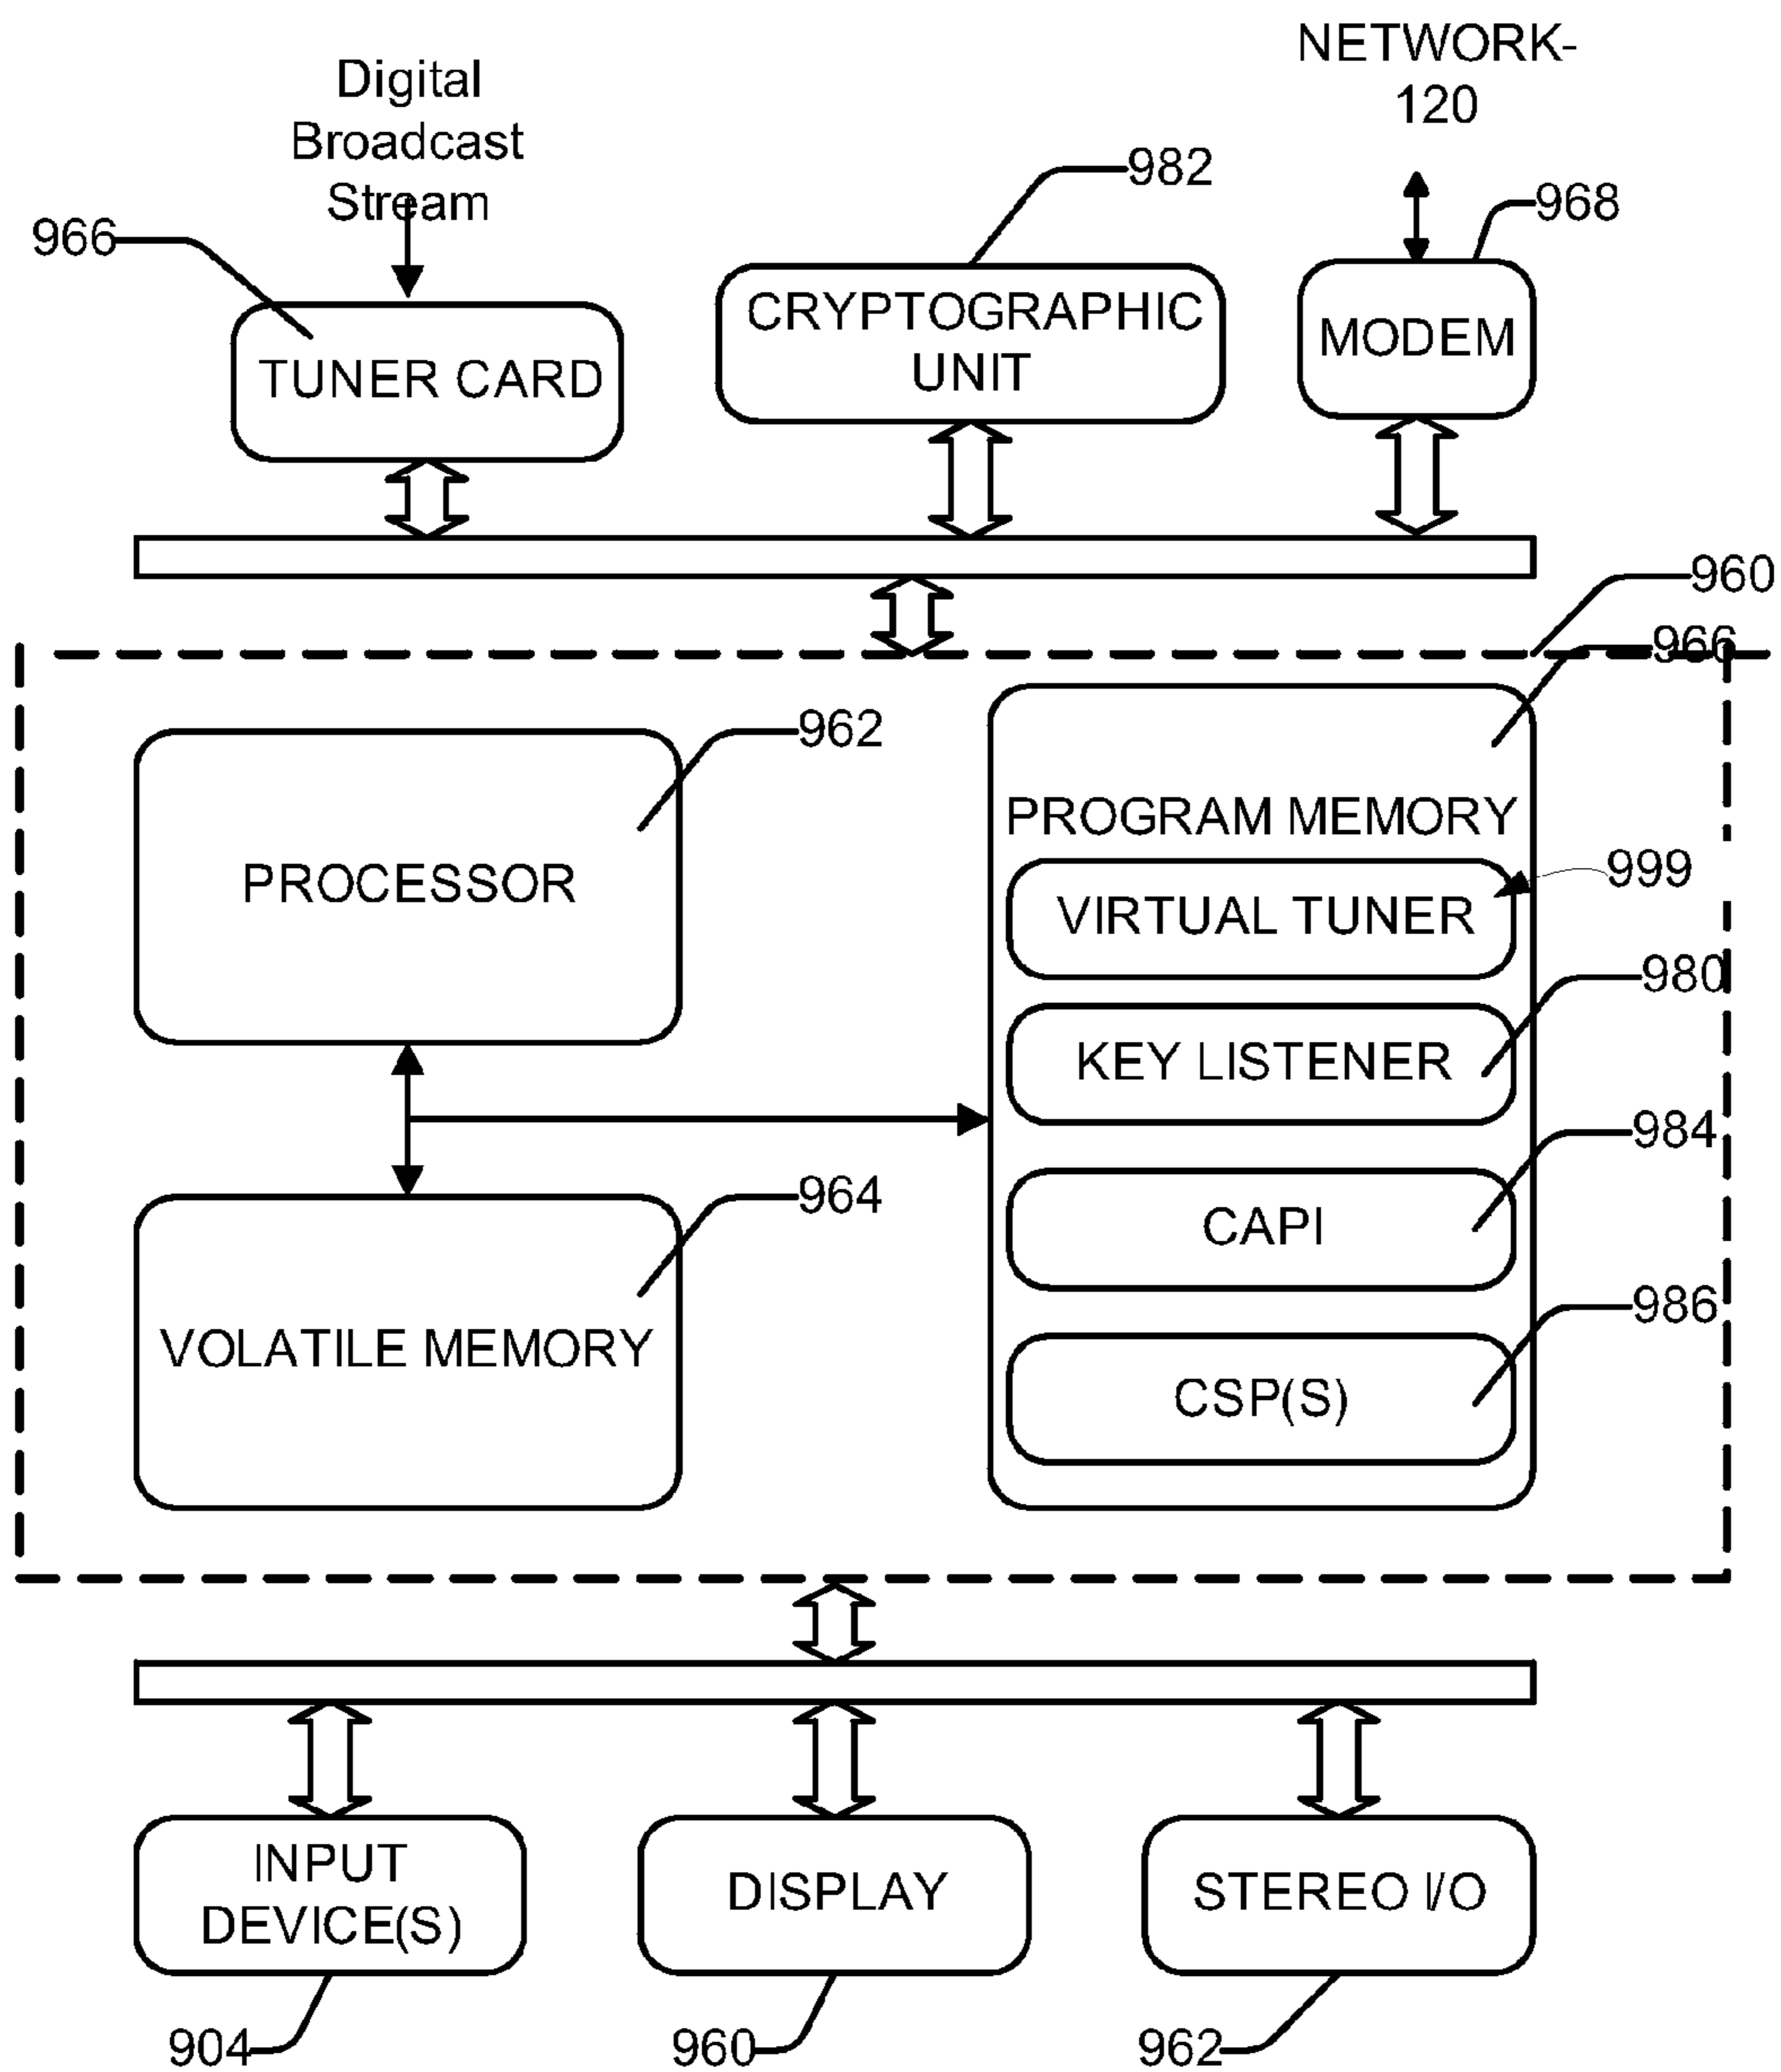 NETWORK-
120
Digital
Broadcast
Stream
982
968
966
CRYPTOGRAPHIC
UNIT
MODEM
TUNER CARD
960
966
962
PROGRAM MEMORY
PROCESSOR
999
VIRTUAL TUNER
980
KEY LISTENER
984
964
CAPI
986
VOLATILE MEMORY
CSP(S)
INPUT
DEVICE(S)
DISPLAY
STEREO I/O
904
960
962